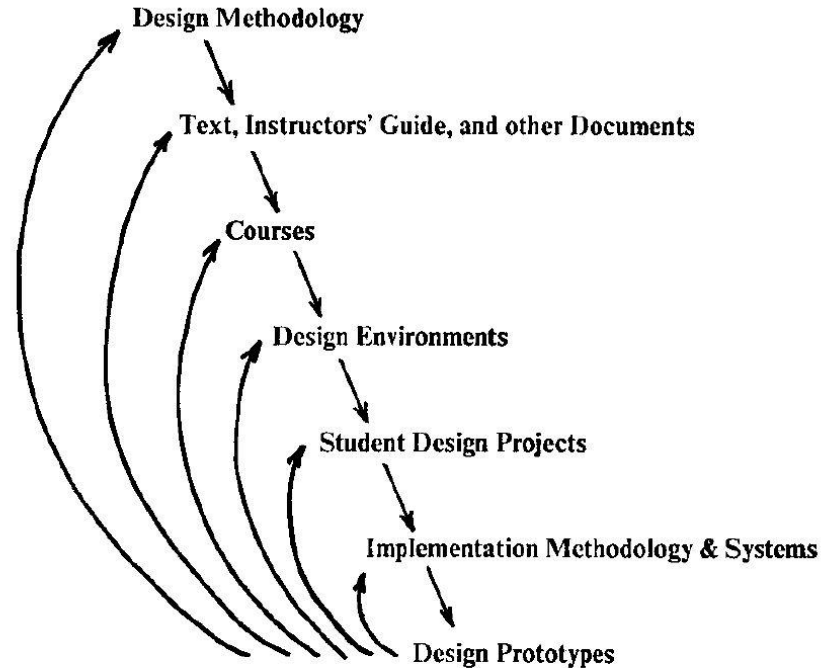 Design Methodology
Text, Instructors' Guide, and other Documents
Courses
Design Environments
Student Design Projects
Implementation Methodology & Systems
Design Prototypes